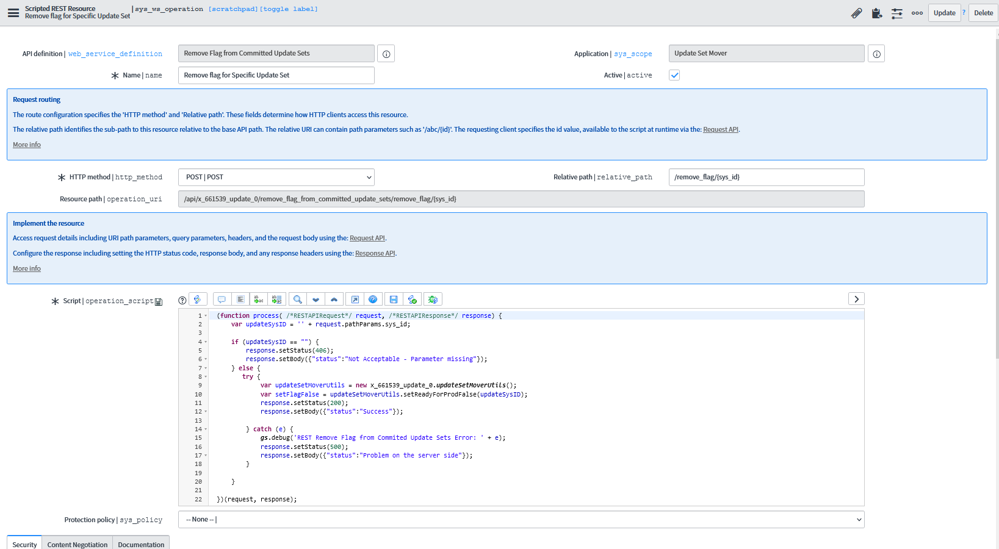 Scripted REST Resource
Remove flag for Specific Update Set
|sys_ws_operation [scratchpad][toggle label]
Update ? Delete
API definition | web_service_definition
Remove Flag from Committed Update Sets
Application | sys_scope
Update Set Mover
Name | name
Remove flag for Specific Update Set
Active | active
Request routing
The route configuration specifies the 'HTTP method' and 'Relative path'. These fields determine how HTTP clients access this resource.
The relative path identifies the sub-path to this resource relative to the base API path. The relative URI can contain path parameters such as '/abc/{id}'. The requesting client specifies the id value, available to the script at runtime via the: Request API.
More info
HTTP method | http_method
POST | POST
Relative path | relative_path
/remove_flag/{sys_id}
Resource path | operation_uri
/api/x_661539_update_0/remove_flag_from_committed_update_sets/remove_flag/{sys_id}
Implement the resource
Access request details including URI path parameters, query parameters, headers, and the request body using the: Request API.
Configure the response including setting the HTTP status code, response body, and any response headers using the: Response API.
More info
Script | operation_script
1 (function process( /*RESTAPIRequest*/ request, /*RESTAPIResponse*/ response) {
2 var updateSysID = '' + request.pathParams.sys_id;
3
4 if (updateSysID == "") {
5 response.setStatus(406);
6 response.setBody({"status":"Not Acceptable - Parameter missing"});
7 } else {
8 try {
9 var updateSetMoverUtils = new x_661539_update_0.updateSetMoverUtils();
10 var setFlagFalse = updateSetMoverUtils.setReadyForProdFalse(updateSysID);
11 response.setStatus(200);
12 response.setBody({"status":"Success"});
13
14 } catch (e) {
15 gs.debug('REST Remove Flag from Commited Update Sets Error: ' + e);
16 response.setStatus(500);
17 response.setBody({"status":"Problem on the server side"});
18 }
19
20 }
21
22 })(request, response);
Protection policy | sys_policy
-- None -- |
Security
Content Negotiation
Documentation